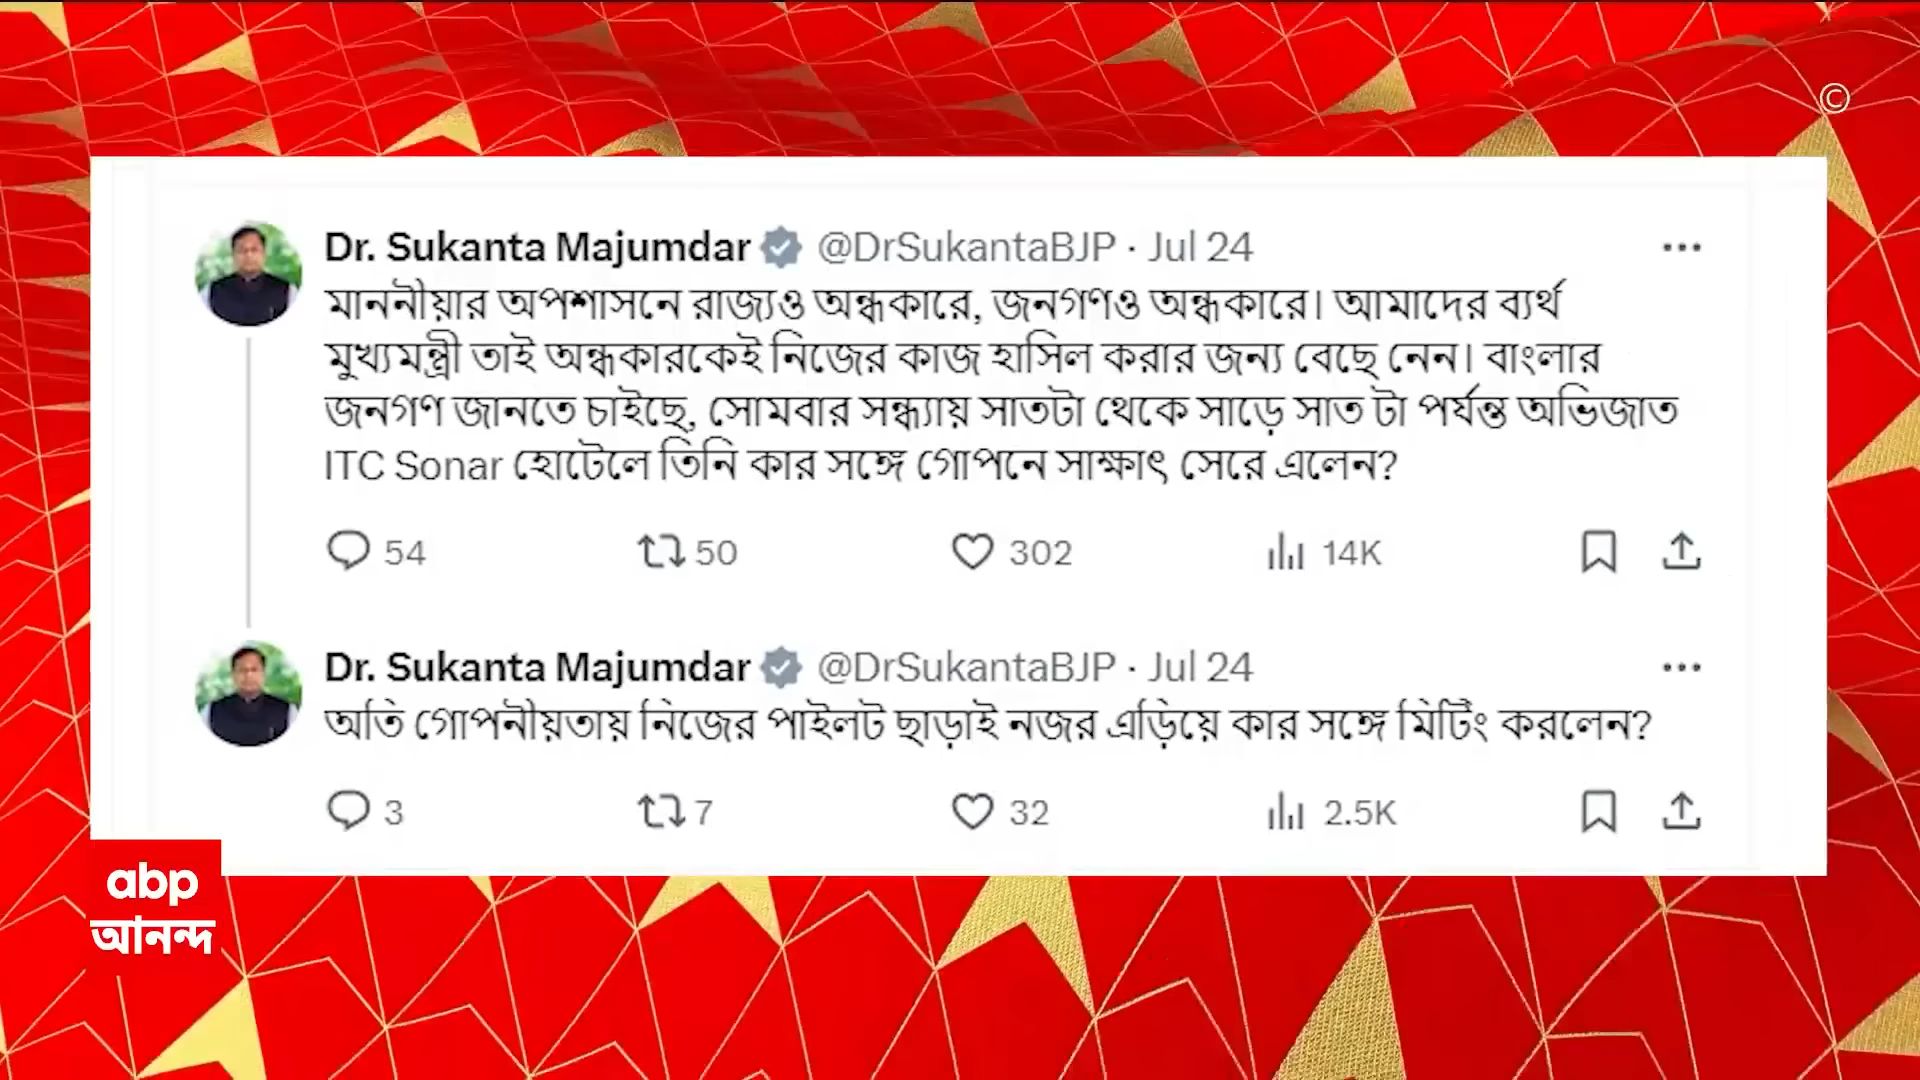 ©
Dr. Sukanta Majumdar @DrSukantaBJP · Jul 24
মাননীয়ার অপশাসনে রাজ্যও অন্ধকারে, জনগণও অন্ধকারে। আমাদের ব্যর্থ
মুখ্যমন্ত্রী তাই অন্ধকারকেই নিজের কাজ হাসিল করার জন্য বেছে নেন। বাংলার
জনগণ জানতে চাইছে, সোমবার সন্ধ্যায় সাতটা থেকে সাড়ে সাত টা পর্যন্ত অভিজাত
ITC Sonar হোটেলে তিনি কার সঙ্গে গোপনে সাক্ষাৎ সেরে এলেন?
54 50 302 14K
Dr. Sukanta Majumdar @DrSukantaBJP · Jul 24
অতি গোপনীয়তায় নিজের পাইলট ছাড়াই নজর এড়িয়ে কার সঙ্গে মিটিং করলেন?
3 7 32 2.5K
abp
আনন্দ